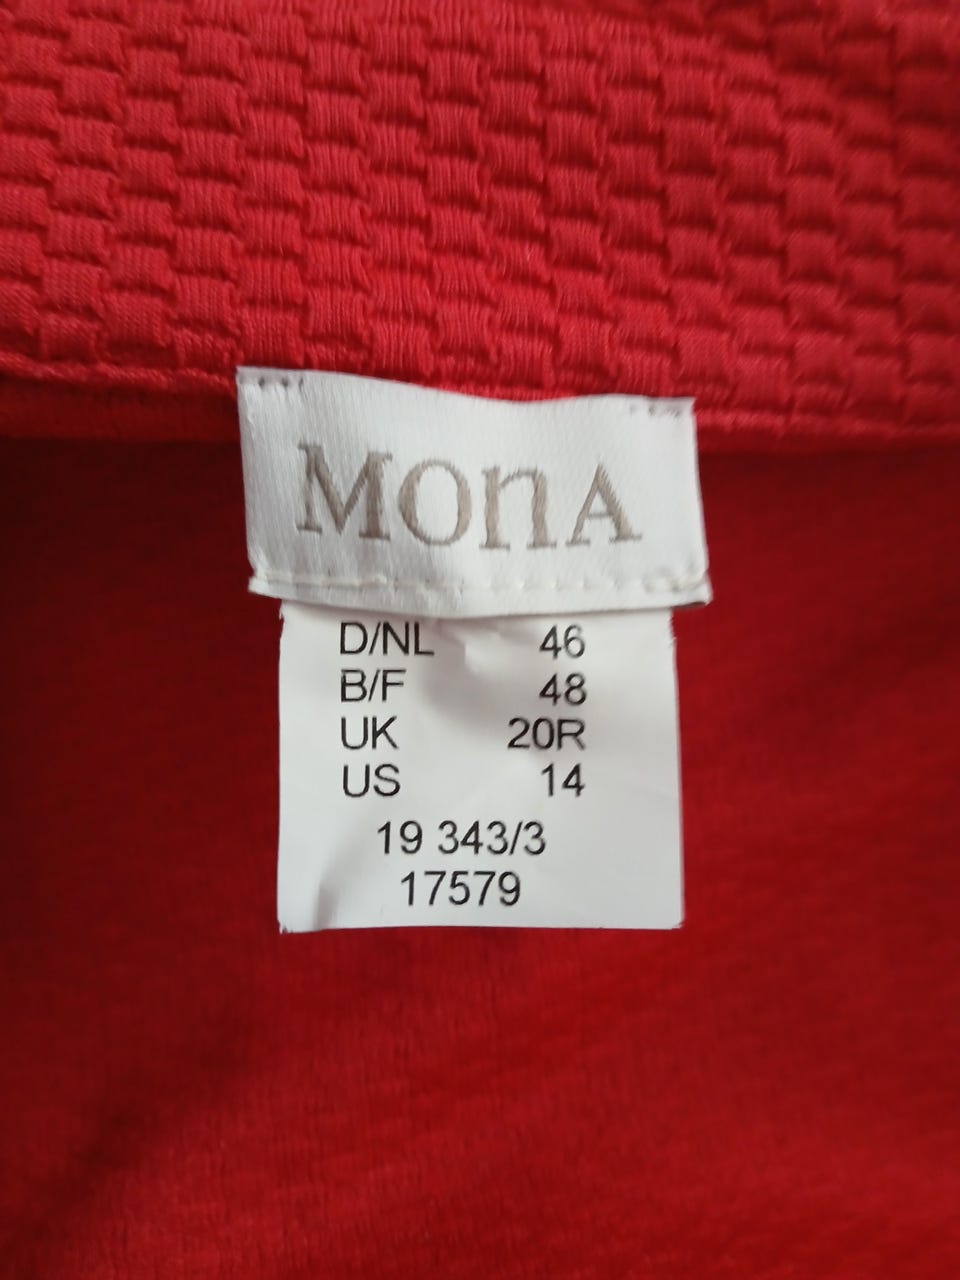 MONA
D/NL 46
B/F 48
UK 20R
US 14
19 343/3
17579